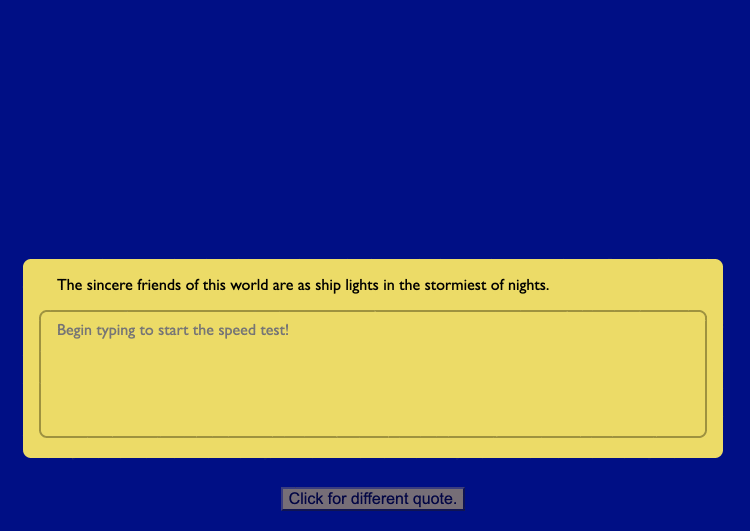 The sincere friends of this world are as ship lights in the stormiest of nights.
Begin typing to start the speed test!
Click for different quote.